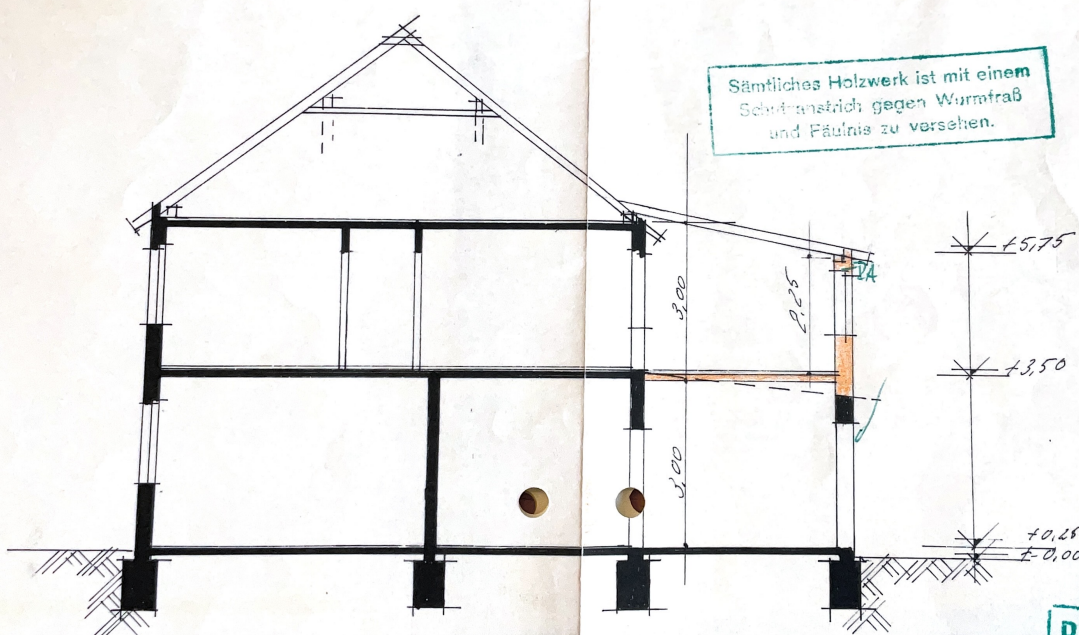 Sämtliches Holzwerk ist mit einem
Schutzanstrich gegen Wurmfraß
und Fäulnis zu versehen.
+5,75
3,00
2,25
+3,50
3,00
+0,25
±0,00